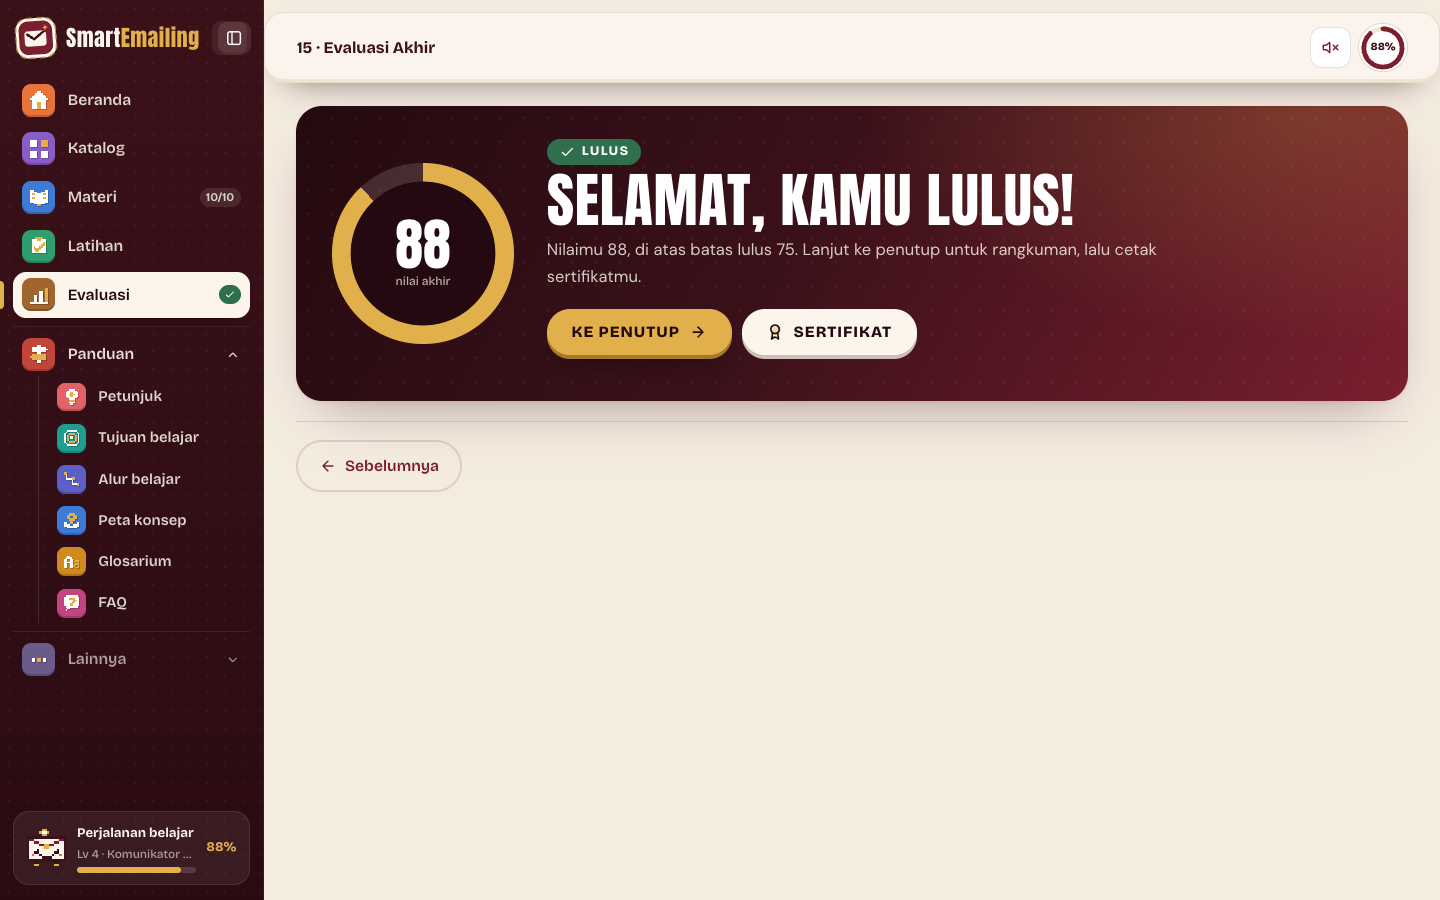 SmartEmailing
Beranda
Katalog
Materi 10/10
Latihan
Evaluasi
Panduan
Petunjuk
Tujuan belajar
Alur belajar
Peta konsep
Glosarium
FAQ
Lainnya
Perjalanan belajar
Lv 4 · Komunikator ...
88%
15 · Evaluasi Akhir
88%
88
nilai akhir
LULUS
SELAMAT, KAMU LULUS!
Nilaimu 88, di atas batas lulus 75. Lanjut ke penutup untuk rangkuman, lalu cetak
sertifikatmu.
KE PENUTUP
SERTIFIKAT
Sebelumnya